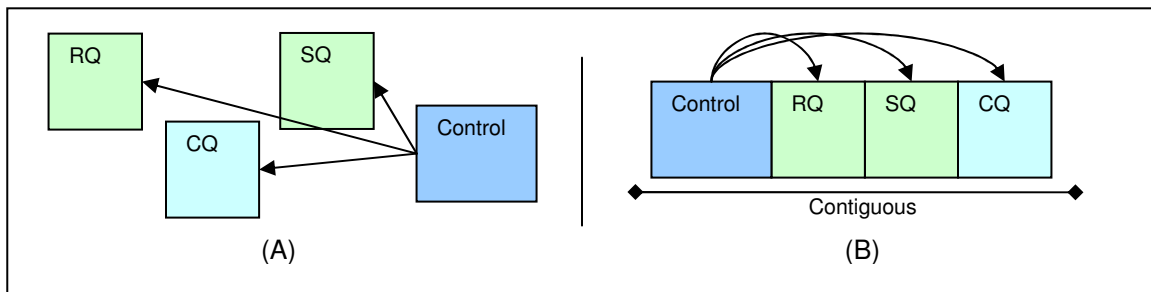 RQ
SQ
CQ
Control
(A)
Control
RQ
SQ
CQ
Contiguous
(B)